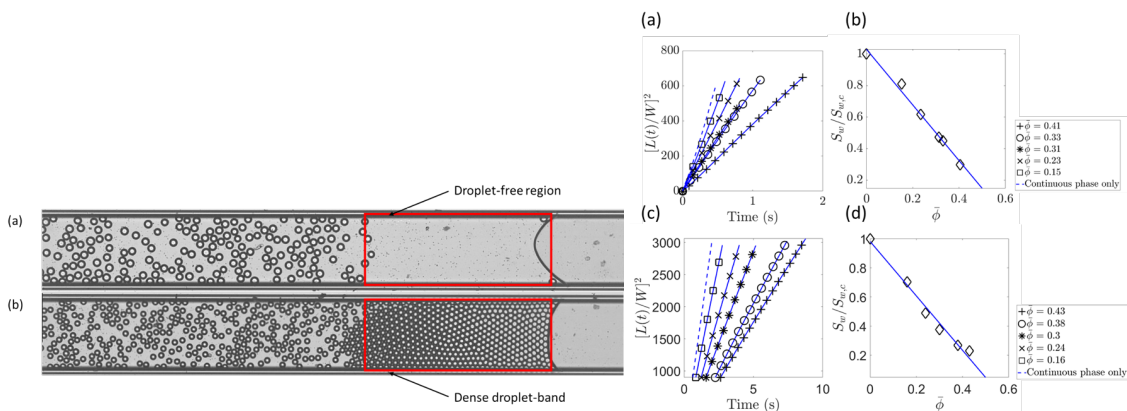 Droplet-free region
(a)
(b)
Dense droplet-band
(a)
[L(t)/W]²
800
600
400
200
0
0
1
2
Time (s)
(b)
S_w/S_{w,c}
1
0.8
0.6
0.4
0.2
0
0.2
0.4
0.6
ϕ̄
+ ϕ̄ = 0.41
ϕ̄ = 0.33
ϕ̄ = 0.31
ϕ̄ = 0.23
ϕ̄ = 0.15
Continuous phase only
(c)
[L(t)/W]²
3000
2500
2000
1500
1000
0
5
10
Time (s)
(d)
S_w/S_{w,c}
1
0.8
0.6
0.4
0.2
0
0.2
0.4
0.6
ϕ̄
+ ϕ̄ = 0.43
ϕ̄ = 0.38
ϕ̄ = 0.3
ϕ̄ = 0.24
ϕ̄ = 0.16
Continuous phase only